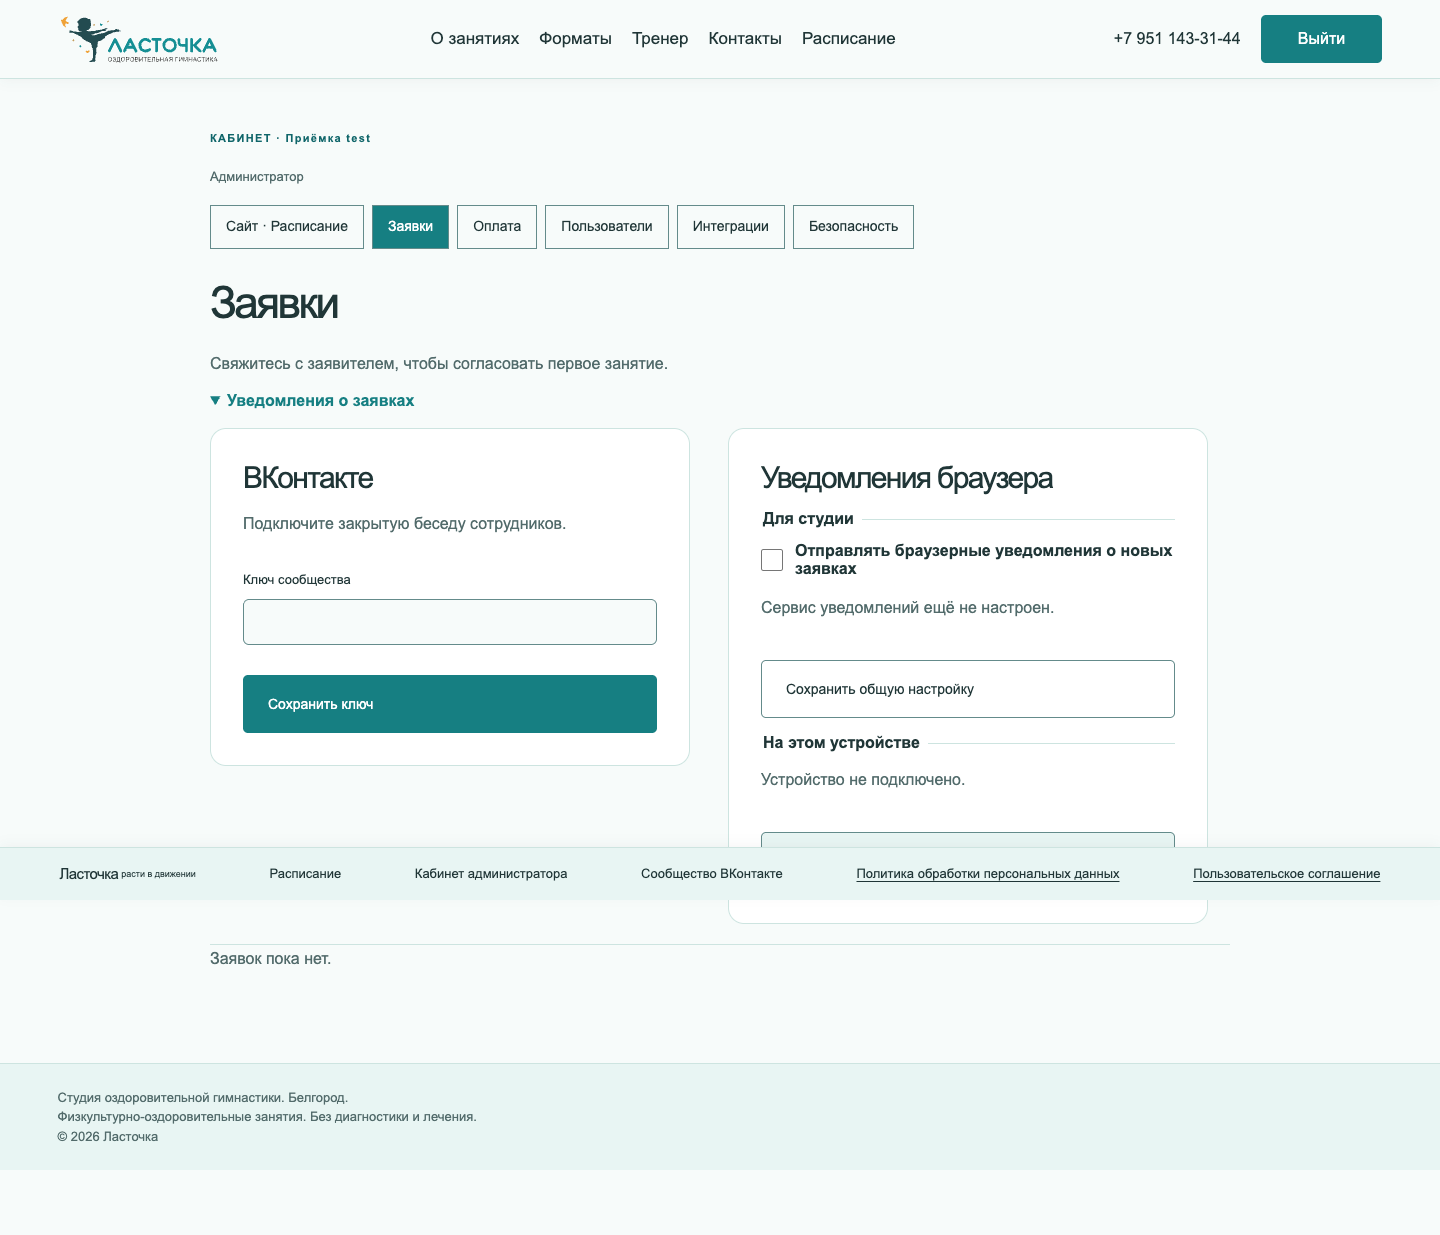 ЛАСТОЧКА
ОЗДОРОВИТЕЛЬНАЯ ГИМНАСТИКА
О занятиях
Форматы
Тренер
Контакты
Расписание
+7 951 143-31-44
Выйти
КАБИНЕТ · Приёмка test
Администратор
Сайт · Расписание
Заявки
Оплата
Пользователи
Интеграции
Безопасность
Заявки
Свяжитесь с заявителем, чтобы согласовать первое занятие.
Уведомления о заявках
ВКонтакте
Подключите закрытую беседу сотрудников.
Ключ сообщества
Сохранить ключ
Уведомления браузера
Для студии
Отправлять браузерные уведомления о новых
заявках
Сервис уведомлений ещё не настроен.
Сохранить общую настройку
На этом устройстве
Устройство не подключено.
Ласточка расти в движении
Расписание
Кабинет администратора
Сообщество ВКонтакте
Политика обработки персональных данных
Пользовательское соглашение
Заявок пока нет.
Студия оздоровительной гимнастики. Белгород.
Физкультурно-оздоровительные занятия. Без диагностики и лечения.
© 2026 Ласточка